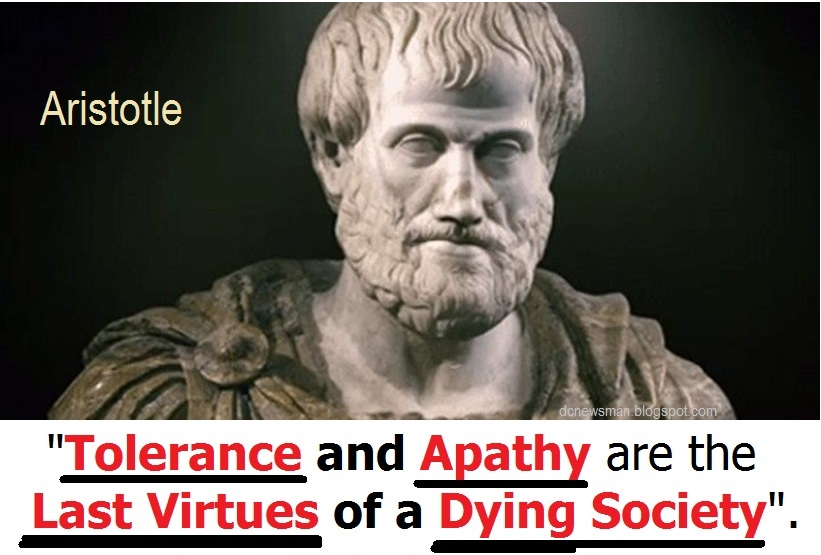 Aristotle
dcnewsman.blogspot.com
"Tolerance and Apathy are the
Last Virtues of a Dying Society".